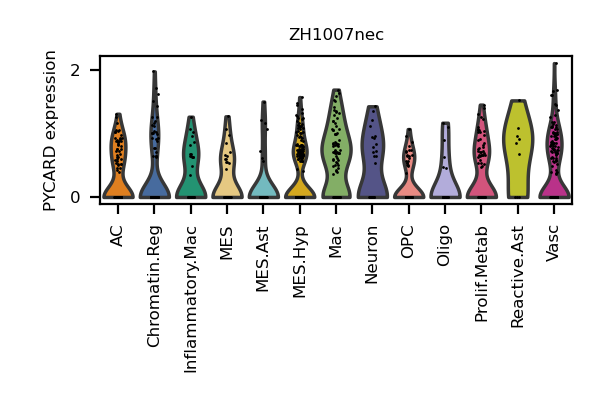 ZH1007nec
PYCARD expression
2
0
AC
Chromatin.Reg
Inflammatory.Mac
MES
MES.Ast
MES.Hyp
Mac
Neuron
OPC
Oligo
Prolif.Metab
Reactive.Ast
Vasc